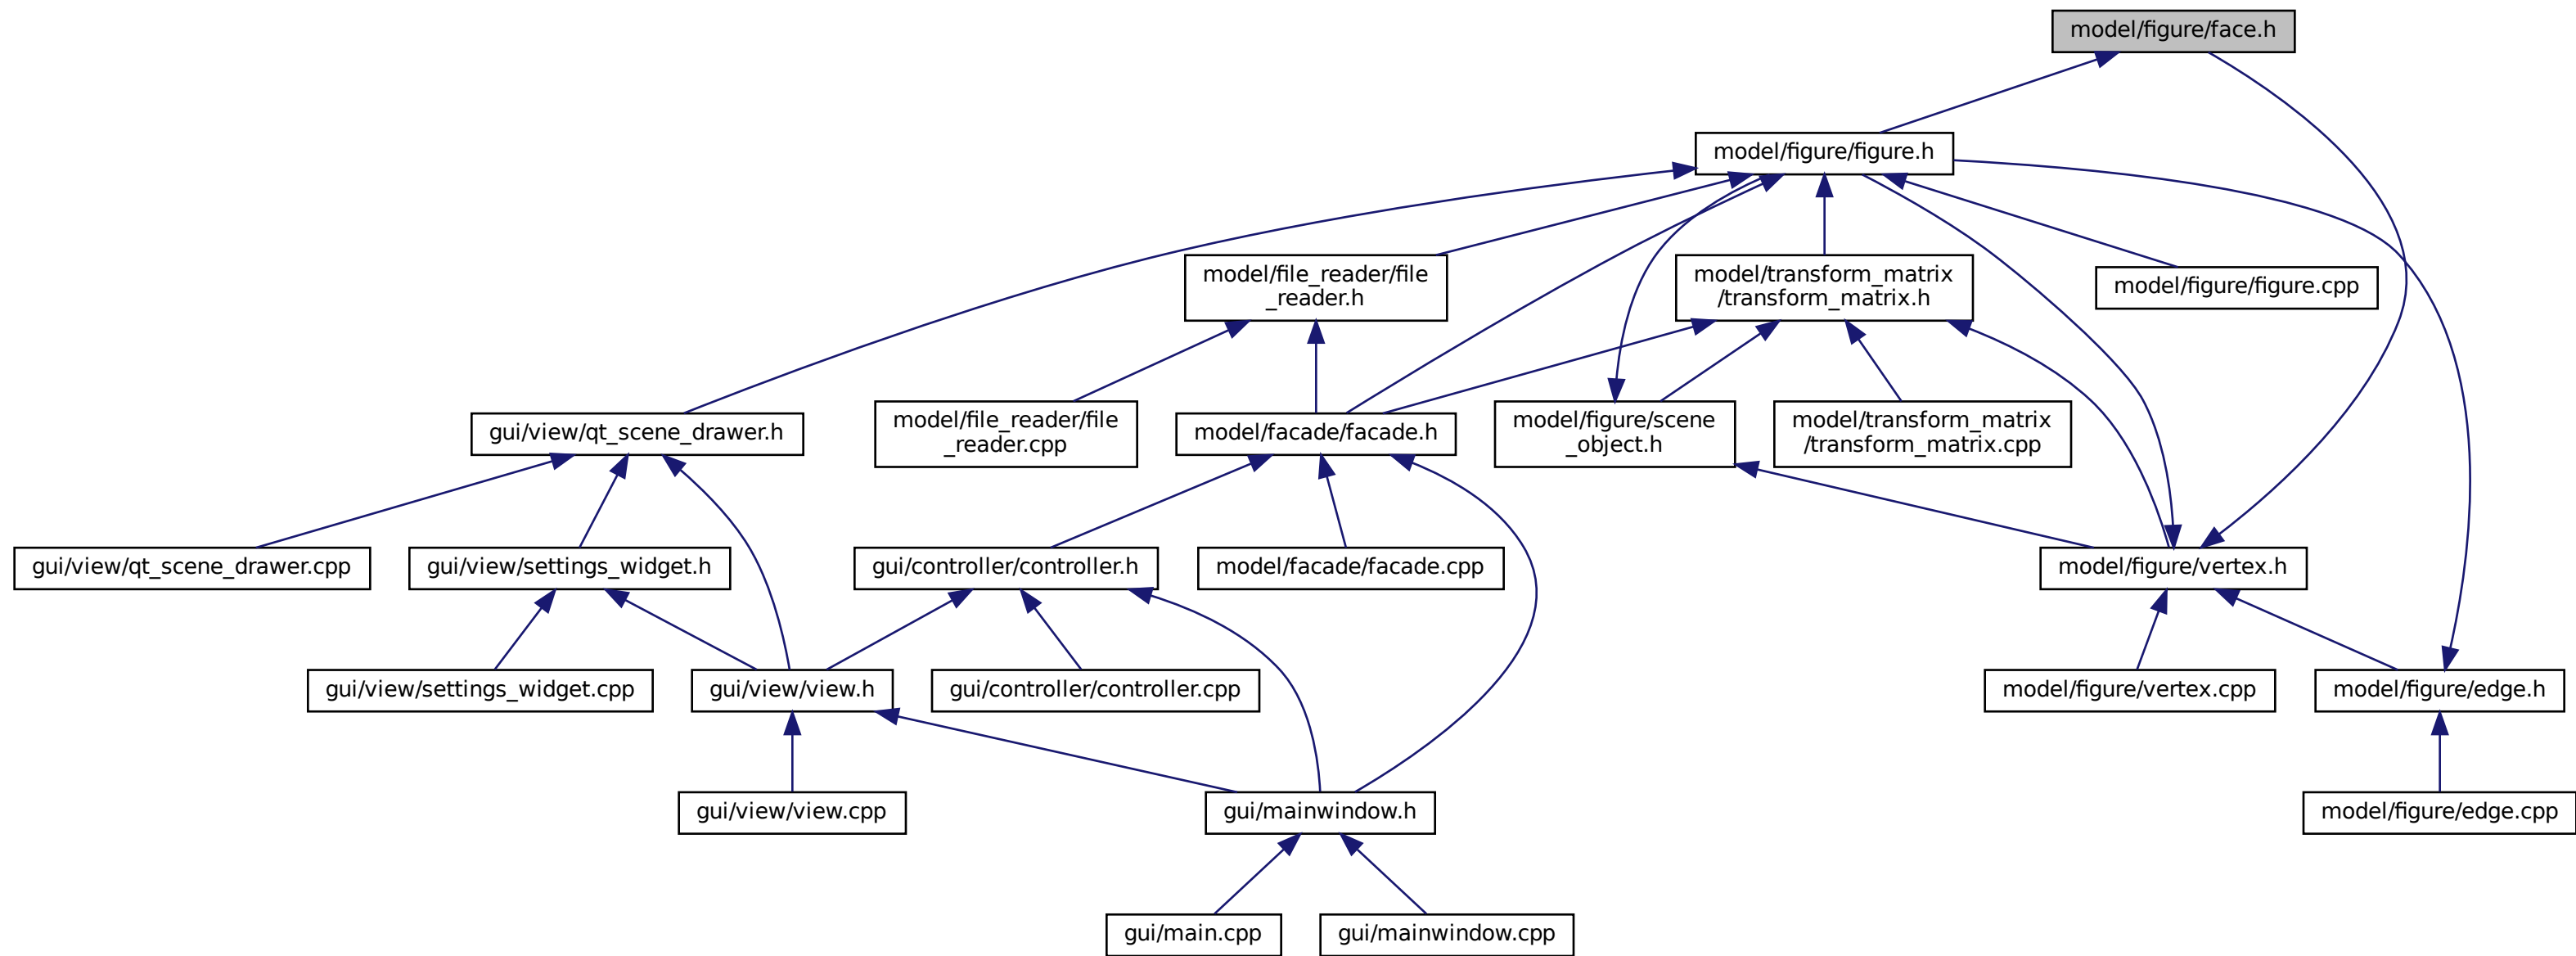 model/figure/face.h
model/figure/figure.h
model/file_reader/file
_reader.h
model/transform_matrix
/transform_matrix.h
model/figure/figure.cpp
gui/view/qt_scene_drawer.h
model/file_reader/file
_reader.cpp
model/facade/facade.h
model/figure/scene
_object.h
model/transform_matrix
/transform_matrix.cpp
gui/view/qt_scene_drawer.cpp
gui/view/settings_widget.h
gui/controller/controller.h
model/facade/facade.cpp
model/figure/vertex.h
gui/view/settings_widget.cpp
gui/view/view.h
gui/controller/controller.cpp
model/figure/vertex.cpp
model/figure/edge.h
gui/view/view.cpp
gui/mainwindow.h
model/figure/edge.cpp
gui/main.cpp
gui/mainwindow.cpp